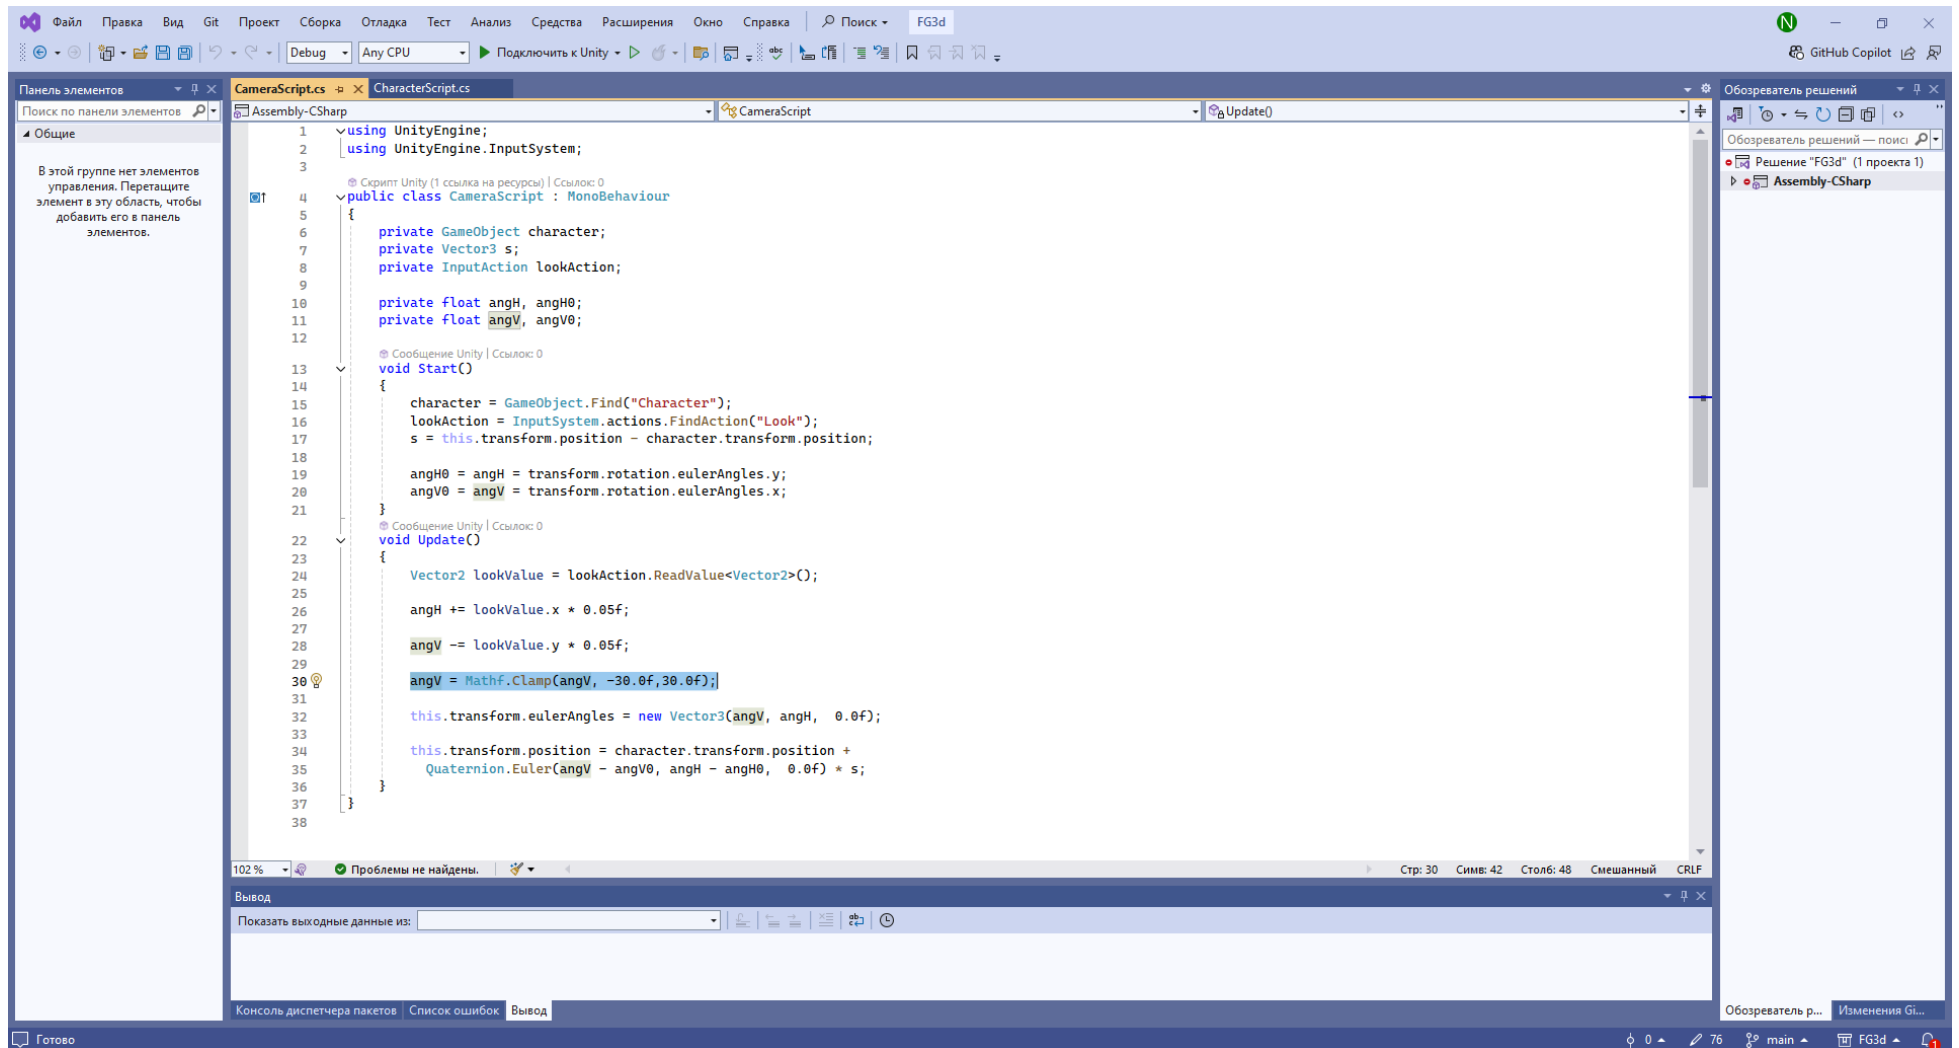 Файл Правка Вид Git Проект Сборка Отладка Тест Анализ Средства Расширения Окно Справка Поиск FG3d N
Debug Any CPU Подключить к Unity GitHub Copilot
Панель элементов
Поиск по панели элементов
Общие
В этой группе нет элементов
управления. Перетащите
элемент в эту область, чтобы
добавить его в панель
элементов.
CameraScript.cs CharacterScript.cs
Assembly-CSharp CameraScript Update()
1 using UnityEngine;
2 using UnityEngine.InputSystem;
3
Скрипт Unity (1 ссылка на ресурсы) | Ссылок: 0
4 public class CameraScript : MonoBehaviour
5 {
6 private GameObject character;
7 private Vector3 s;
8 private InputAction lookAction;
9
10 private float angH, angH0;
11 private float angV, angV0;
12
Сообщение Unity | Ссылок: 0
13 void Start()
14 {
15 character = GameObject.Find("Character");
16 lookAction = InputSystem.actions.FindAction("Look");
17 s = this.transform.position - character.transform.position;
18
19 angH0 = angH = transform.rotation.eulerAngles.y;
20 angV0 = angV = transform.rotation.eulerAngles.x;
21 }
Сообщение Unity | Ссылок: 0
22 void Update()
23 {
24 Vector2 lookValue = lookAction.ReadValue<Vector2>();
25
26 angH += lookValue.x * 0.05f;
27
28 angV -= lookValue.y * 0.05f;
29
30 angV = Mathf.Clamp(angV, -30.0f,30.0f);
31
32 this.transform.eulerAngles = new Vector3(angV, angH, 0.0f);
33
34 this.transform.position = character.transform.position +
35 Quaternion.Euler(angV - angV0, angH - angH0, 0.0f) * s;
36 }
37 }
38
102 % Проблемы не найдены. Стр: 30 Симв: 42 Столб: 48 Смешанный CRLF
Вывод
Показать выходные данные из:
Консоль диспетчера пакетов Список ошибок Вывод
Обозреватель решений
Обозреватель решений — поис
Решение "FG3d" (1 проекта 1)
Assembly-CSharp
Обозреватель р... Изменения Gi...
Готово 0 76 main FG3d 1